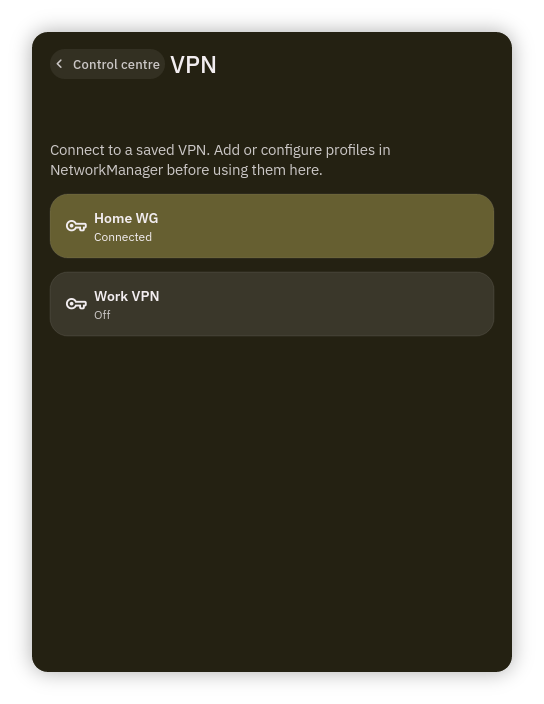 Control centre VPN
Connect to a saved VPN. Add or configure profiles in
NetworkManager before using them here.
Home WG
Connected
Work VPN
Off